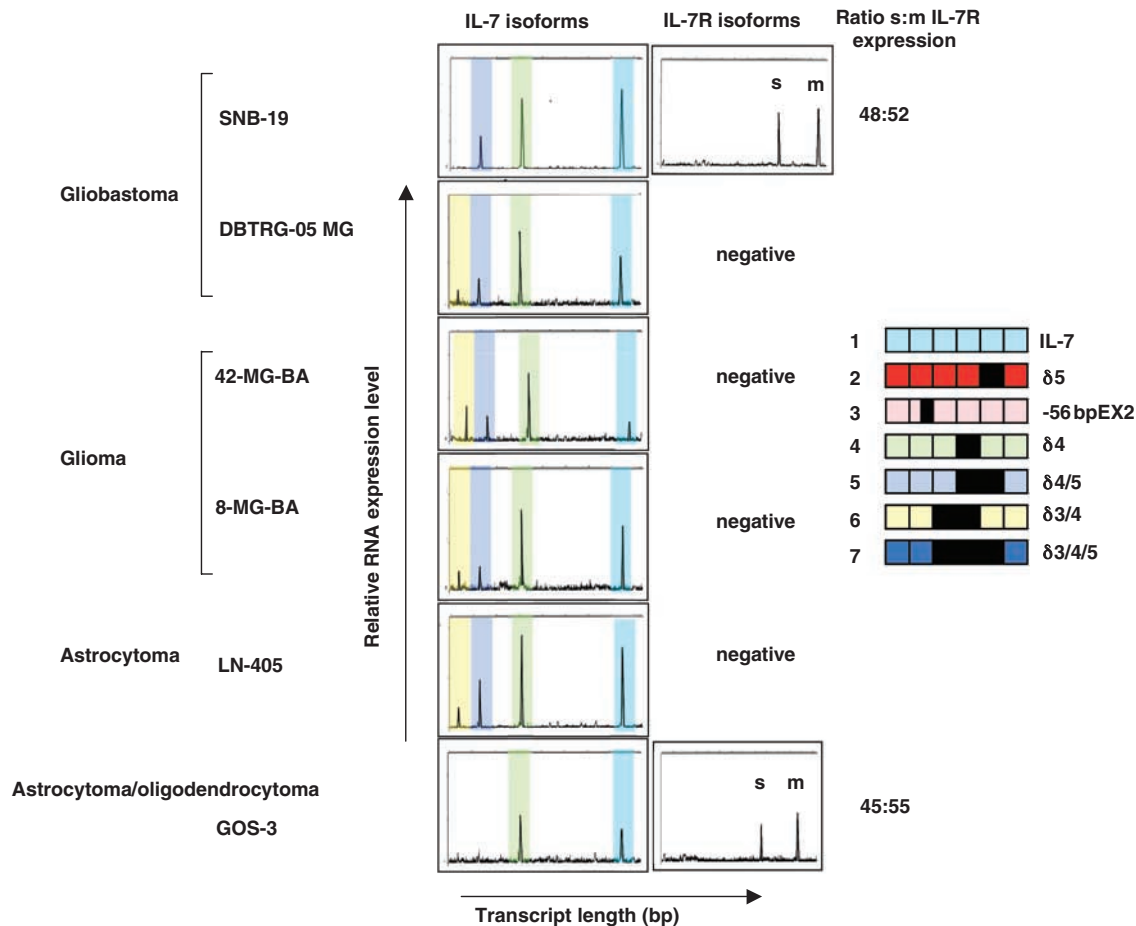 IL-7 isoforms
IL-7R isoforms
Ratio s:m IL-7R
expression
Gliobastoma
SNB-19
s
m
48:52
DBTRG-05 MG
negative
Glioma
42-MG-BA
negative
8-MG-BA
negative
Astrocytoma
LN-405
negative
Astrocytoma/oligodendrocytoma
GOS-3
s
m
45:55
Relative RNA expression level
Transcript length (bp)
1 IL-7
2 δ5
3 -56 bpEX2
4 δ4
5 δ4/5
6 δ3/4
7 δ3/4/5